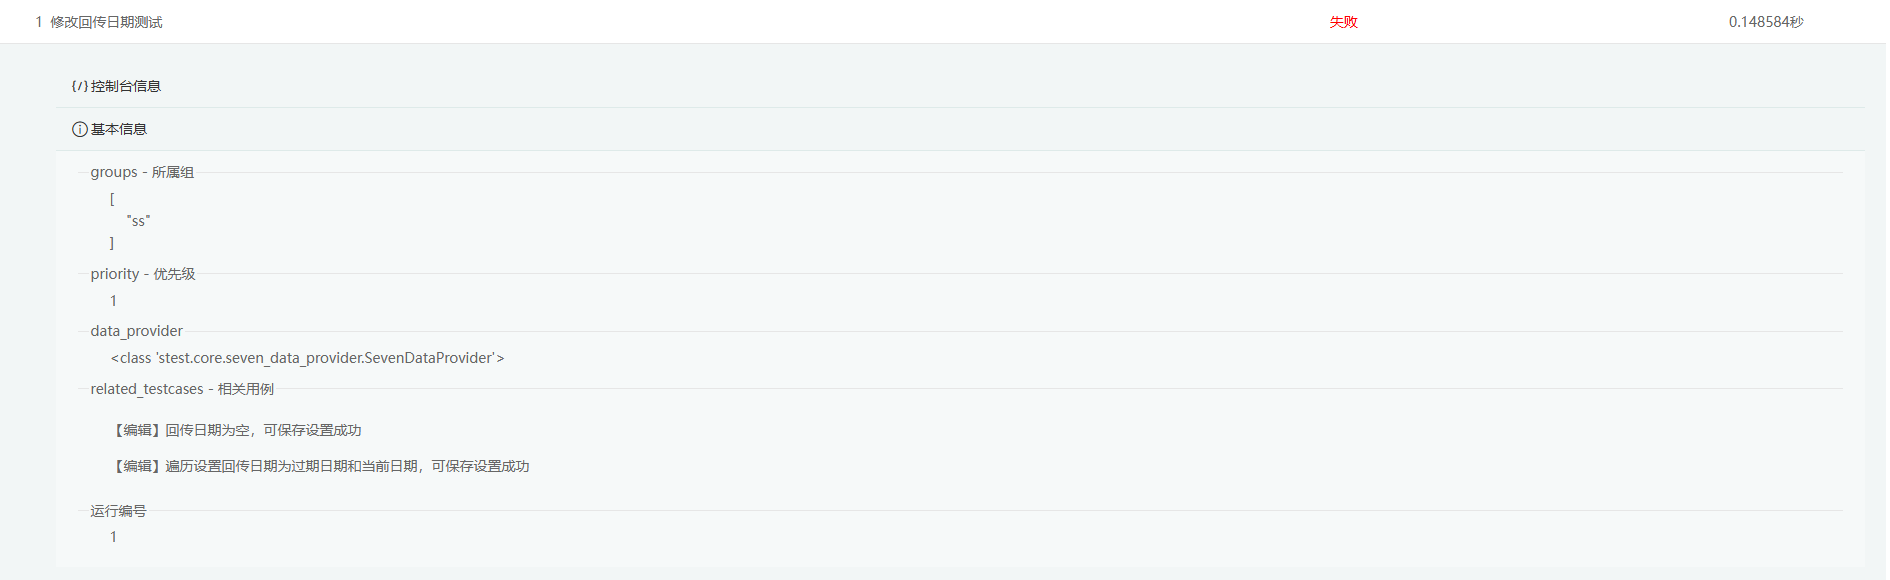 1 修改回传日期测试 失败 0.148584秒
{/} 控制台信息
基本信息
groups - 所属组
[
"ss"
]
priority - 优先级
1
data_provider
<class 'stest.core.seven_data_provider.SevenDataProvider'>
related_testcases - 相关用例
【编辑】回传日期为空，可保存设置成功
【编辑】遍历设置回传日期为过期日期和当前日期，可保存设置成功
运行编号
1